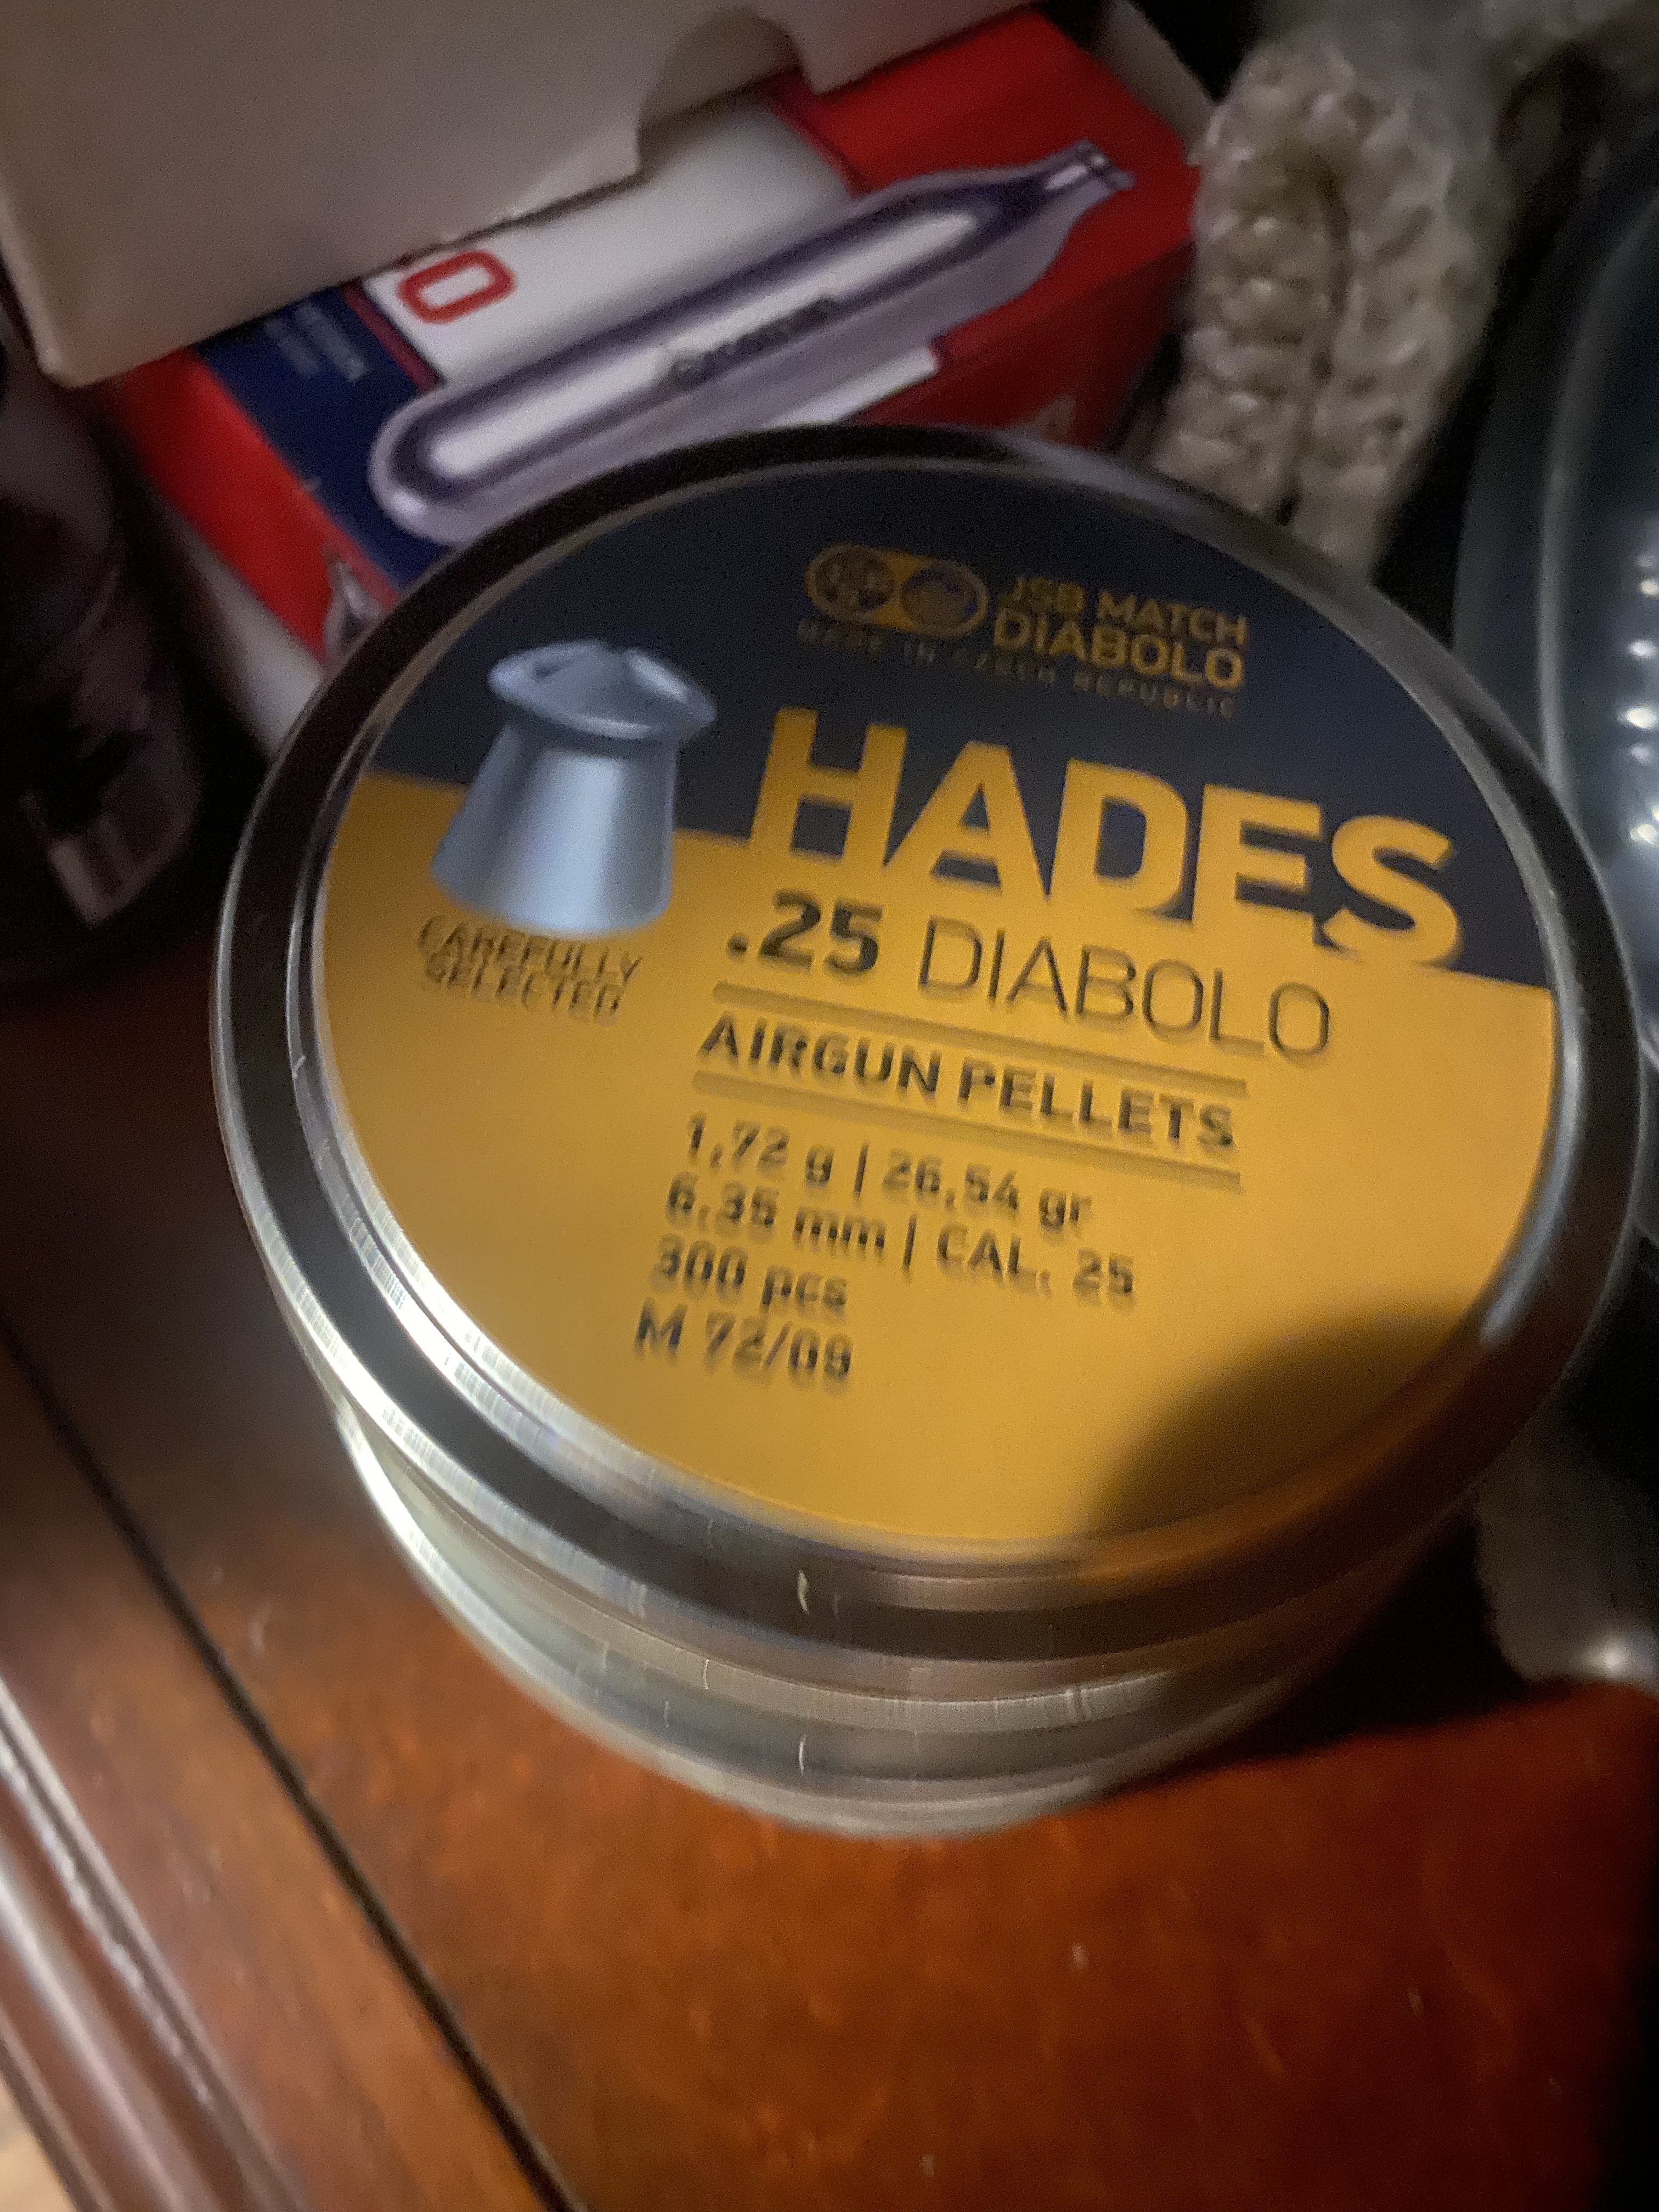 JSB MATCH
DIABOLO
MADE IN CZECH REPUBLIC
HADES
.25 DIABOLO
CAREFULLY
SELECTED
AIRGUN PELLETS
1,72 g | 26,54 gr
6.35 mm | CAL. 25
300 pcs
M 72/09